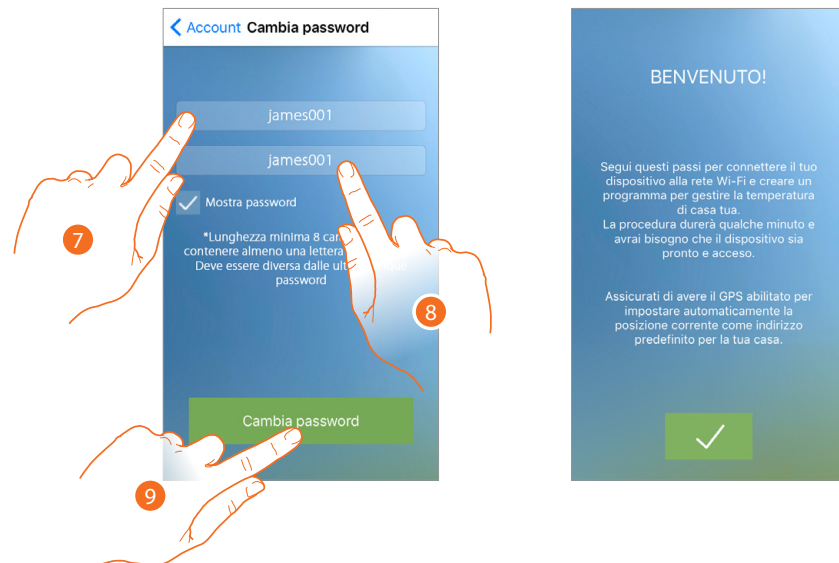 Account Cambia password
james001
james001
Mostra password
*Lunghezza minima 8
contenere almeno una lettera
Deve essere diversa dalle
password
Cambia password
7
8
9
BENVENUTO!
Segui questi passi per connettere il tuo
dispositivo alla rete Wi-Fi e creare un
programma per gestire la temperatura
di casa tua.
La procedura durerà qualche minuto e
avrai bisogno che il dispositivo sia
pronto e acceso.
Assicurati di avere il GPS abilitato per
impostare automaticamente la
posizione corrente come indirizzo
predefinito per la tua casa.